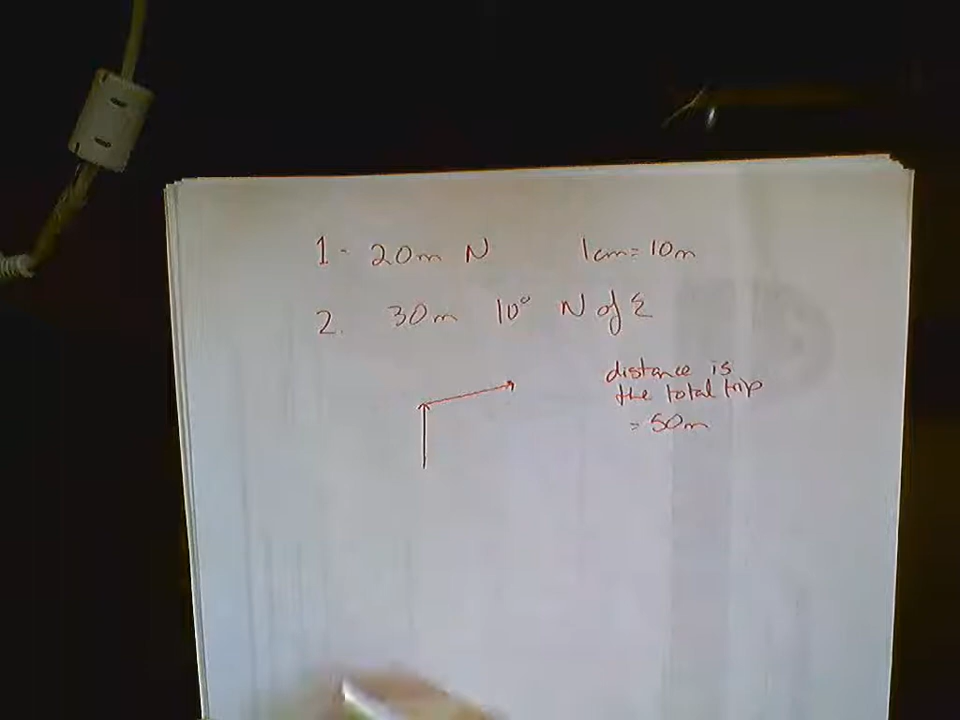 1- 20m N 1cm=10m
2. 30m 10° N of E
distance is
the total trip
= 50m